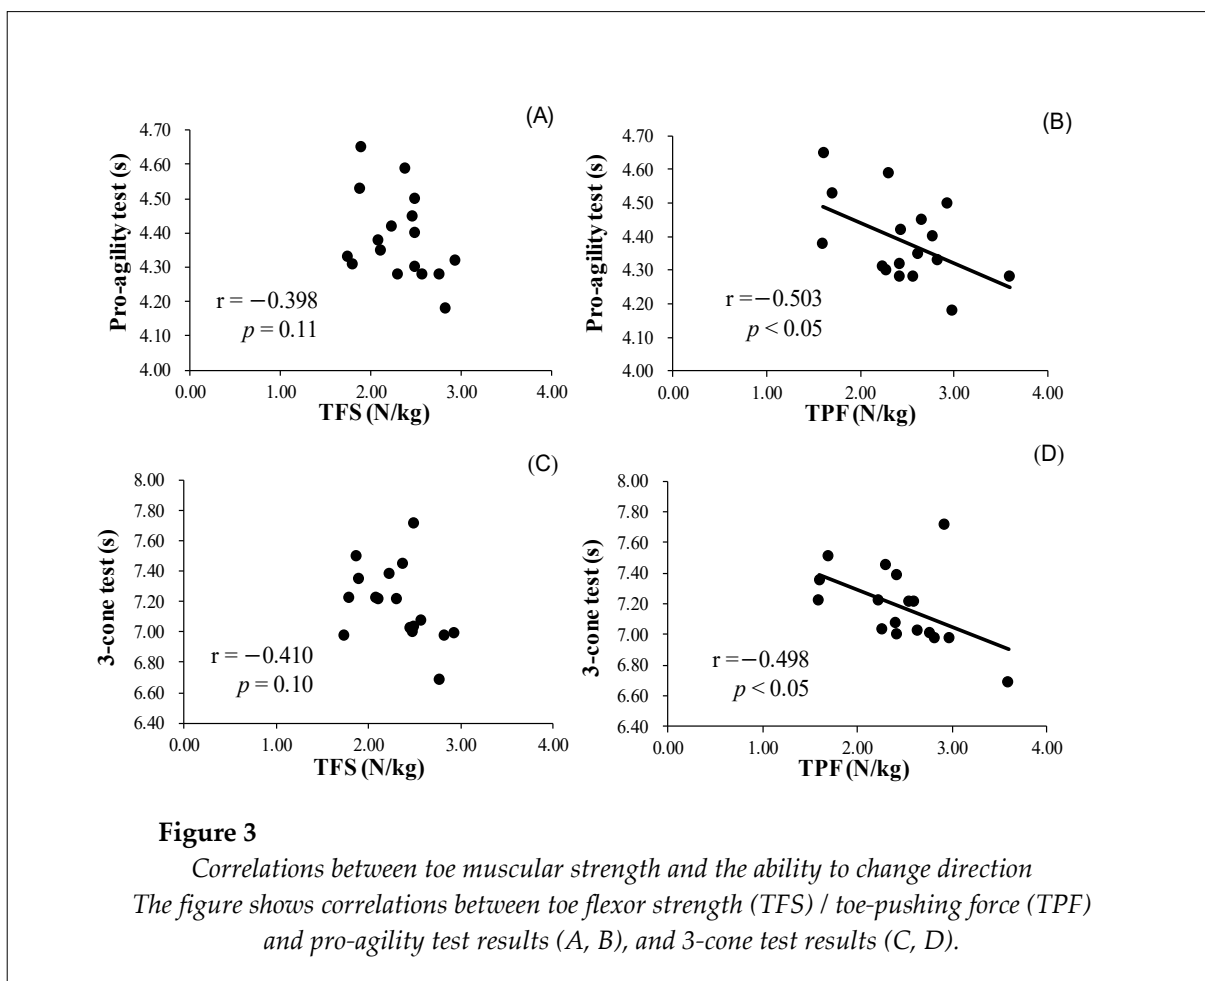 (A)
4.70
4.60
4.50
4.40
4.30
4.20
4.10
4.00
Pro-agility test (s)
r = −0.398
p = 0.11
0.00 1.00 2.00 3.00 4.00
TFS (N/kg)
(B)
4.70
4.60
4.50
4.40
4.30
4.20
4.10
4.00
Pro-agility test (s)
r =−0.503
p < 0.05
0.00 1.00 2.00 3.00 4.00
TPF (N/kg)
(C)
8.00
7.80
7.60
7.40
7.20
7.00
6.80
6.60
6.40
3-cone test (s)
r = −0.410
p = 0.10
0.00 1.00 2.00 3.00 4.00
TFS (N/kg)
(D)
8.00
7.80
7.60
7.40
7.20
7.00
6.80
6.60
6.40
3-cone test (s)
r =−0.498
p < 0.05
0.00 1.00 2.00 3.00 4.00
TPF (N/kg)
Figure 3
Correlations between toe muscular strength and the ability to change direction
The figure shows correlations between toe flexor strength (TFS) / toe-pushing force (TPF)
and pro-agility test results (A, B), and 3-cone test results (C, D).